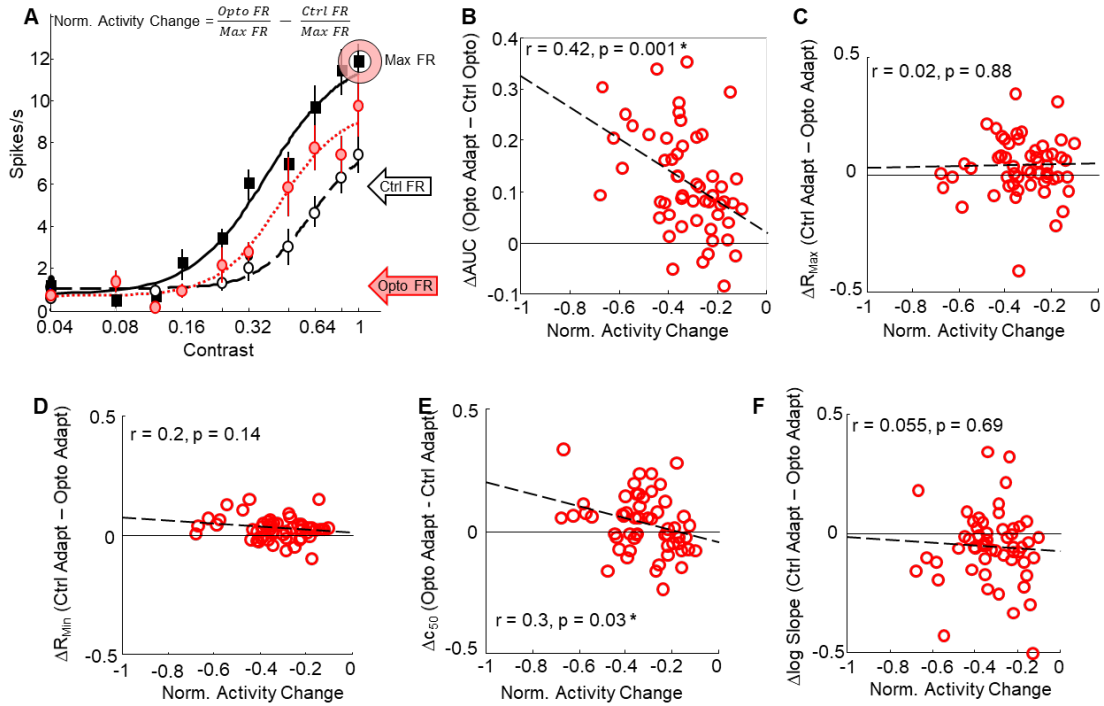 A
Norm. Activity Change = Opto FR / Max FR − Ctrl FR / Max FR
12
10
8
6
4
2
0
Spikes/s
Max FR
Ctrl FR
Opto FR
0.04 0.08 0.16 0.32 0.64 1
Contrast
B
r = 0.42, p = 0.001 *
0.4
0.3
0.2
0.1
0
-0.1
ΔAUC (Opto Adapt – Ctrl Opto)
-1 -0.8 -0.6 -0.4 -0.2 0
Norm. Activity Change
C
r = 0.02, p = 0.88
0.5
0
-0.5
ΔRMax (Ctrl Adapt – Opto Adapt)
-1 -0.8 -0.6 -0.4 -0.2 0
Norm. Activity Change
D
r = 0.2, p = 0.14
0.5
0
-0.5
ΔRMin (Ctrl Adapt – Opto Adapt)
-1 -0.8 -0.6 -0.4 -0.2 0
Norm. Activity Change
E
0.5
0
-0.5
r = 0.3, p = 0.03 *
Δc50 (Opto Adapt - Ctrl Adapt)
-1 -0.8 -0.6 -0.4 -0.2 0
Norm. Activity Change
F
r = 0.055, p = 0.69
0.5
0
-0.5
Δlog Slope (Ctrl Adapt – Opto Adapt)
-1 -0.8 -0.6 -0.4 -0.2 0
Norm. Activity Change